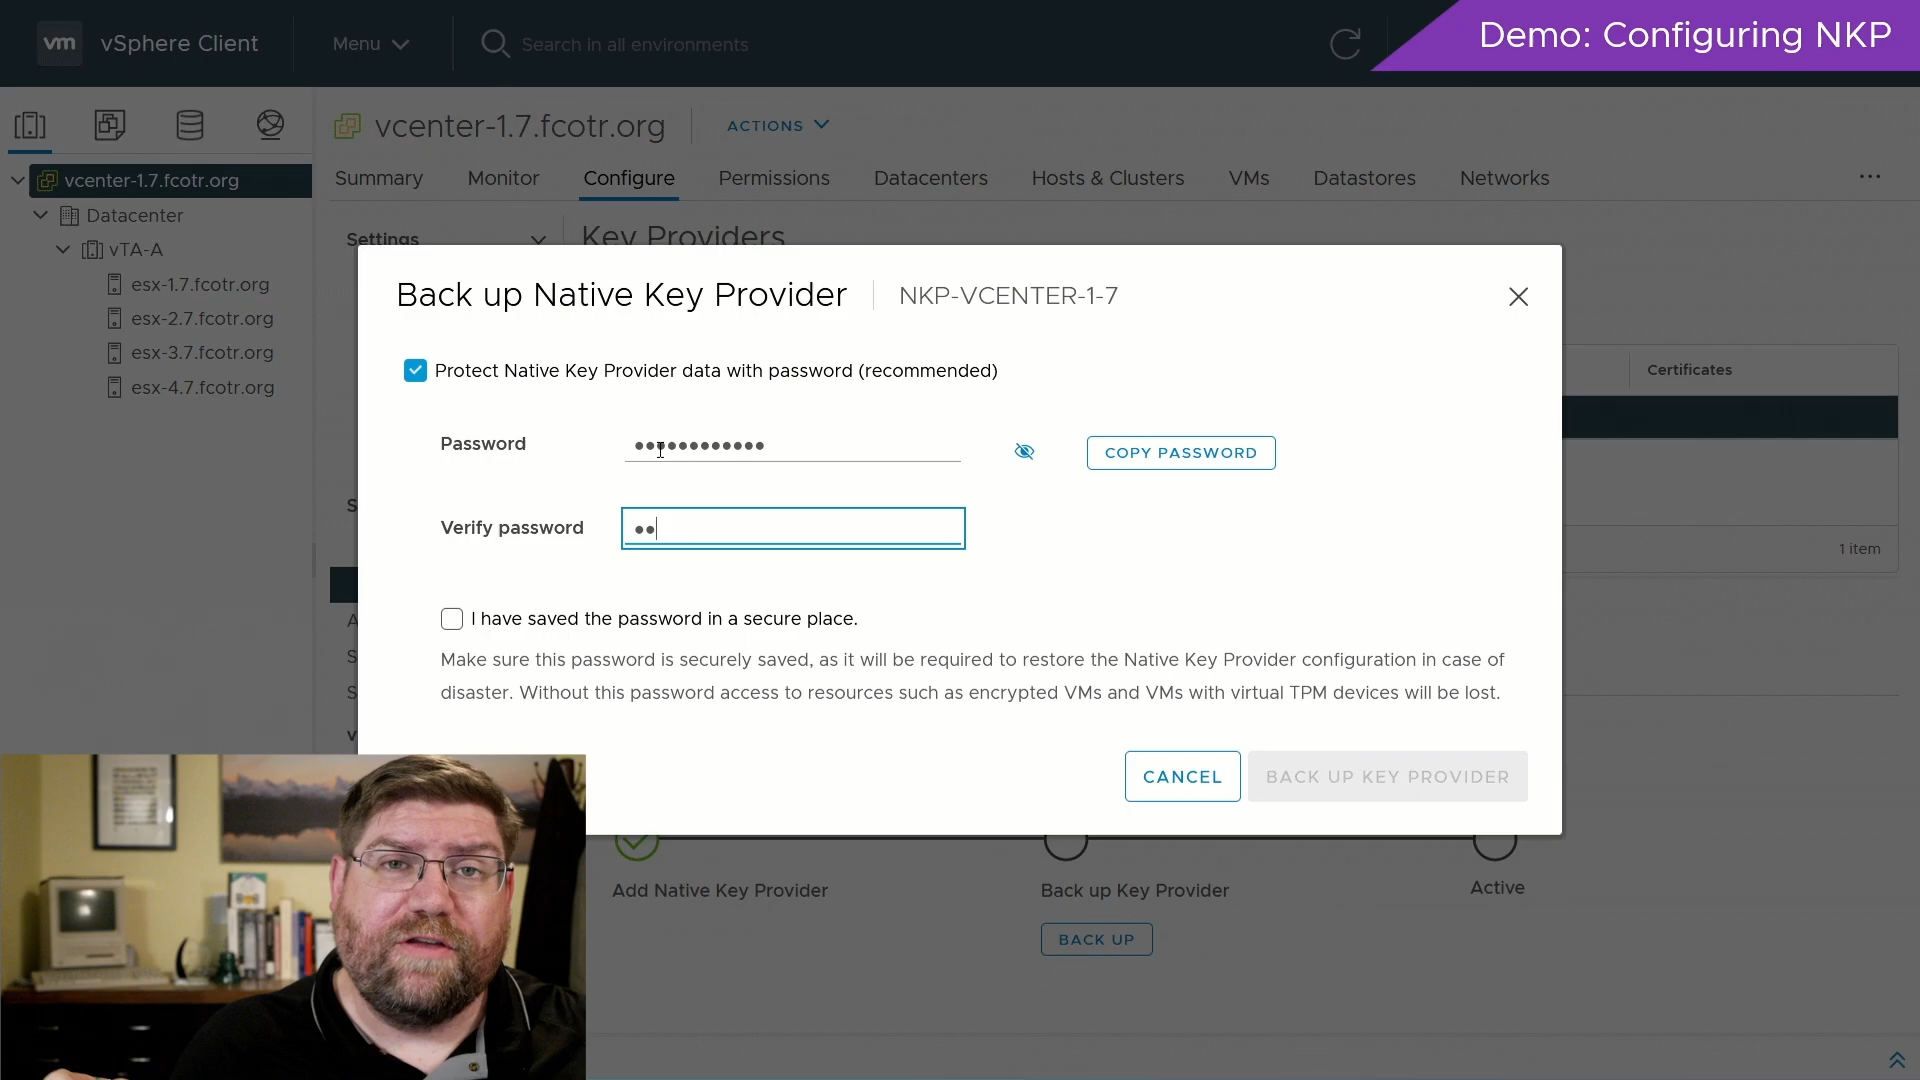 vm vSphere Client Menu Search in all environments Demo: Configuring NKP
vcenter-1.7.fcotr.org ACTIONS
vcenter-1.7.fcotr.org
Summary Monitor Configure Permissions Datacenters Hosts & Clusters VMs Datastores Networks ...
Datacenter
vTA-A
esx-1.7.fcotr.org
esx-2.7.fcotr.org
esx-3.7.fcotr.org
esx-4.7.fcotr.org
Settings Key Providers
Back up Native Key Provider NKP-VCENTER-1-7
Protect Native Key Provider data with password (recommended)
Certificates
Password COPY PASSWORD
Verify password
1 item
I have saved the password in a secure place.
Make sure this password is securely saved, as it will be required to restore the Native Key Provider configuration in case of
disaster. Without this password access to resources such as encrypted VMs and VMs with virtual TPM devices will be lost.
CANCEL BACK UP KEY PROVIDER
Add Native Key Provider Back up Key Provider Active
BACK UP